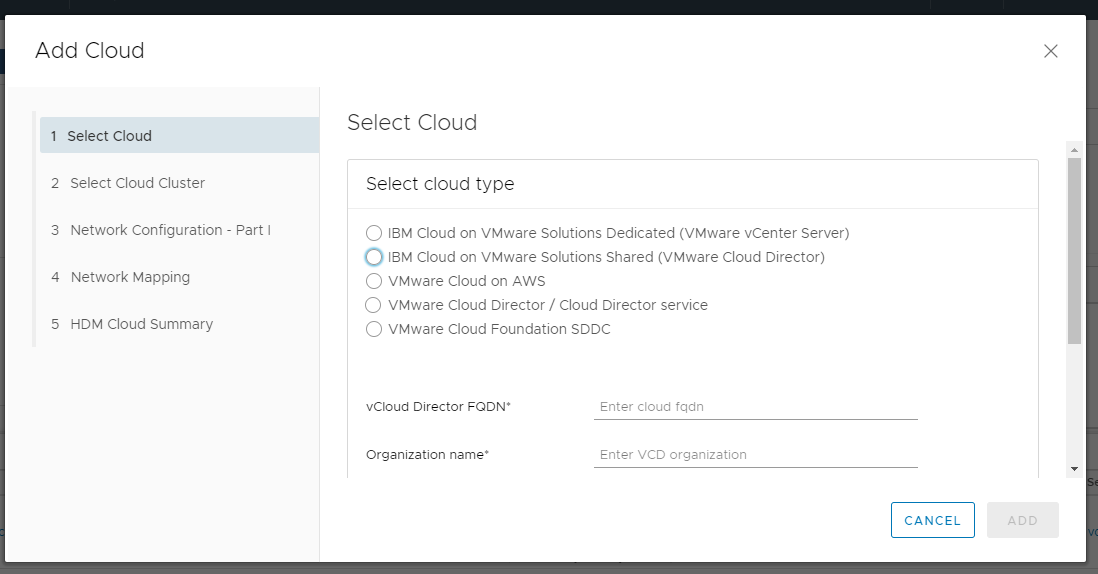 Add Cloud
1 Select Cloud
2 Select Cloud Cluster
3 Network Configuration - Part I
4 Network Mapping
5 HDM Cloud Summary
Select Cloud
Select cloud type
IBM Cloud on VMware Solutions Dedicated (VMware vCenter Server)
IBM Cloud on VMware Solutions Shared (VMware Cloud Director)
VMware Cloud on AWS
VMware Cloud Director / Cloud Director service
VMware Cloud Foundation SDDC
vCloud Director FQDN* Enter cloud fqdn
Organization name* Enter VCD organization
CANCEL ADD